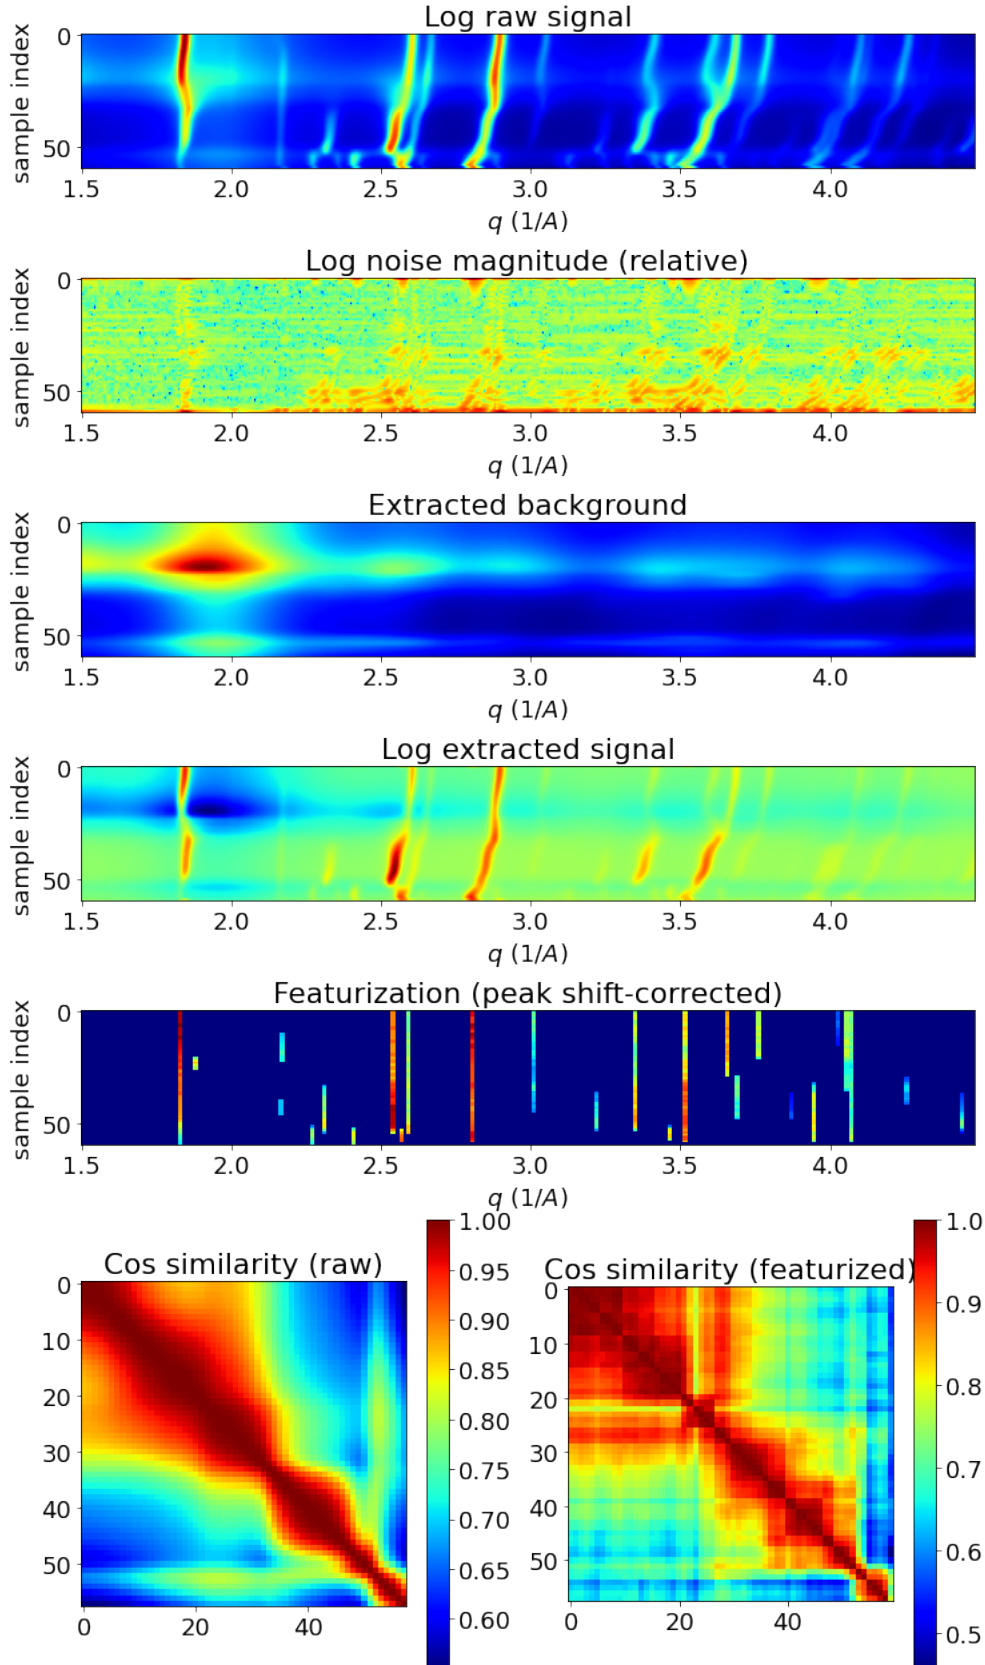 Log raw signal
sample index
0
50
1.5 2.0 2.5 3.0 3.5 4.0
q (1/A)
Log noise magnitude (relative)
sample index
0
50
1.5 2.0 2.5 3.0 3.5 4.0
q (1/A)
Extracted background
sample index
0
50
1.5 2.0 2.5 3.0 3.5 4.0
q (1/A)
Log extracted signal
sample index
0
50
1.5 2.0 2.5 3.0 3.5 4.0
q (1/A)
Featurization (peak shift-corrected)
sample index
0
50
1.5 2.0 2.5 3.0 3.5 4.0
q (1/A)
Cos similarity (raw)
0
10
20
30
40
50
0 20 40
1.00
0.95
0.90
0.85
0.80
0.75
0.70
0.65
0.60
Cos similarity (featurized)
0
10
20
30
40
50
0 20 40
1.0
0.9
0.8
0.7
0.6
0.5